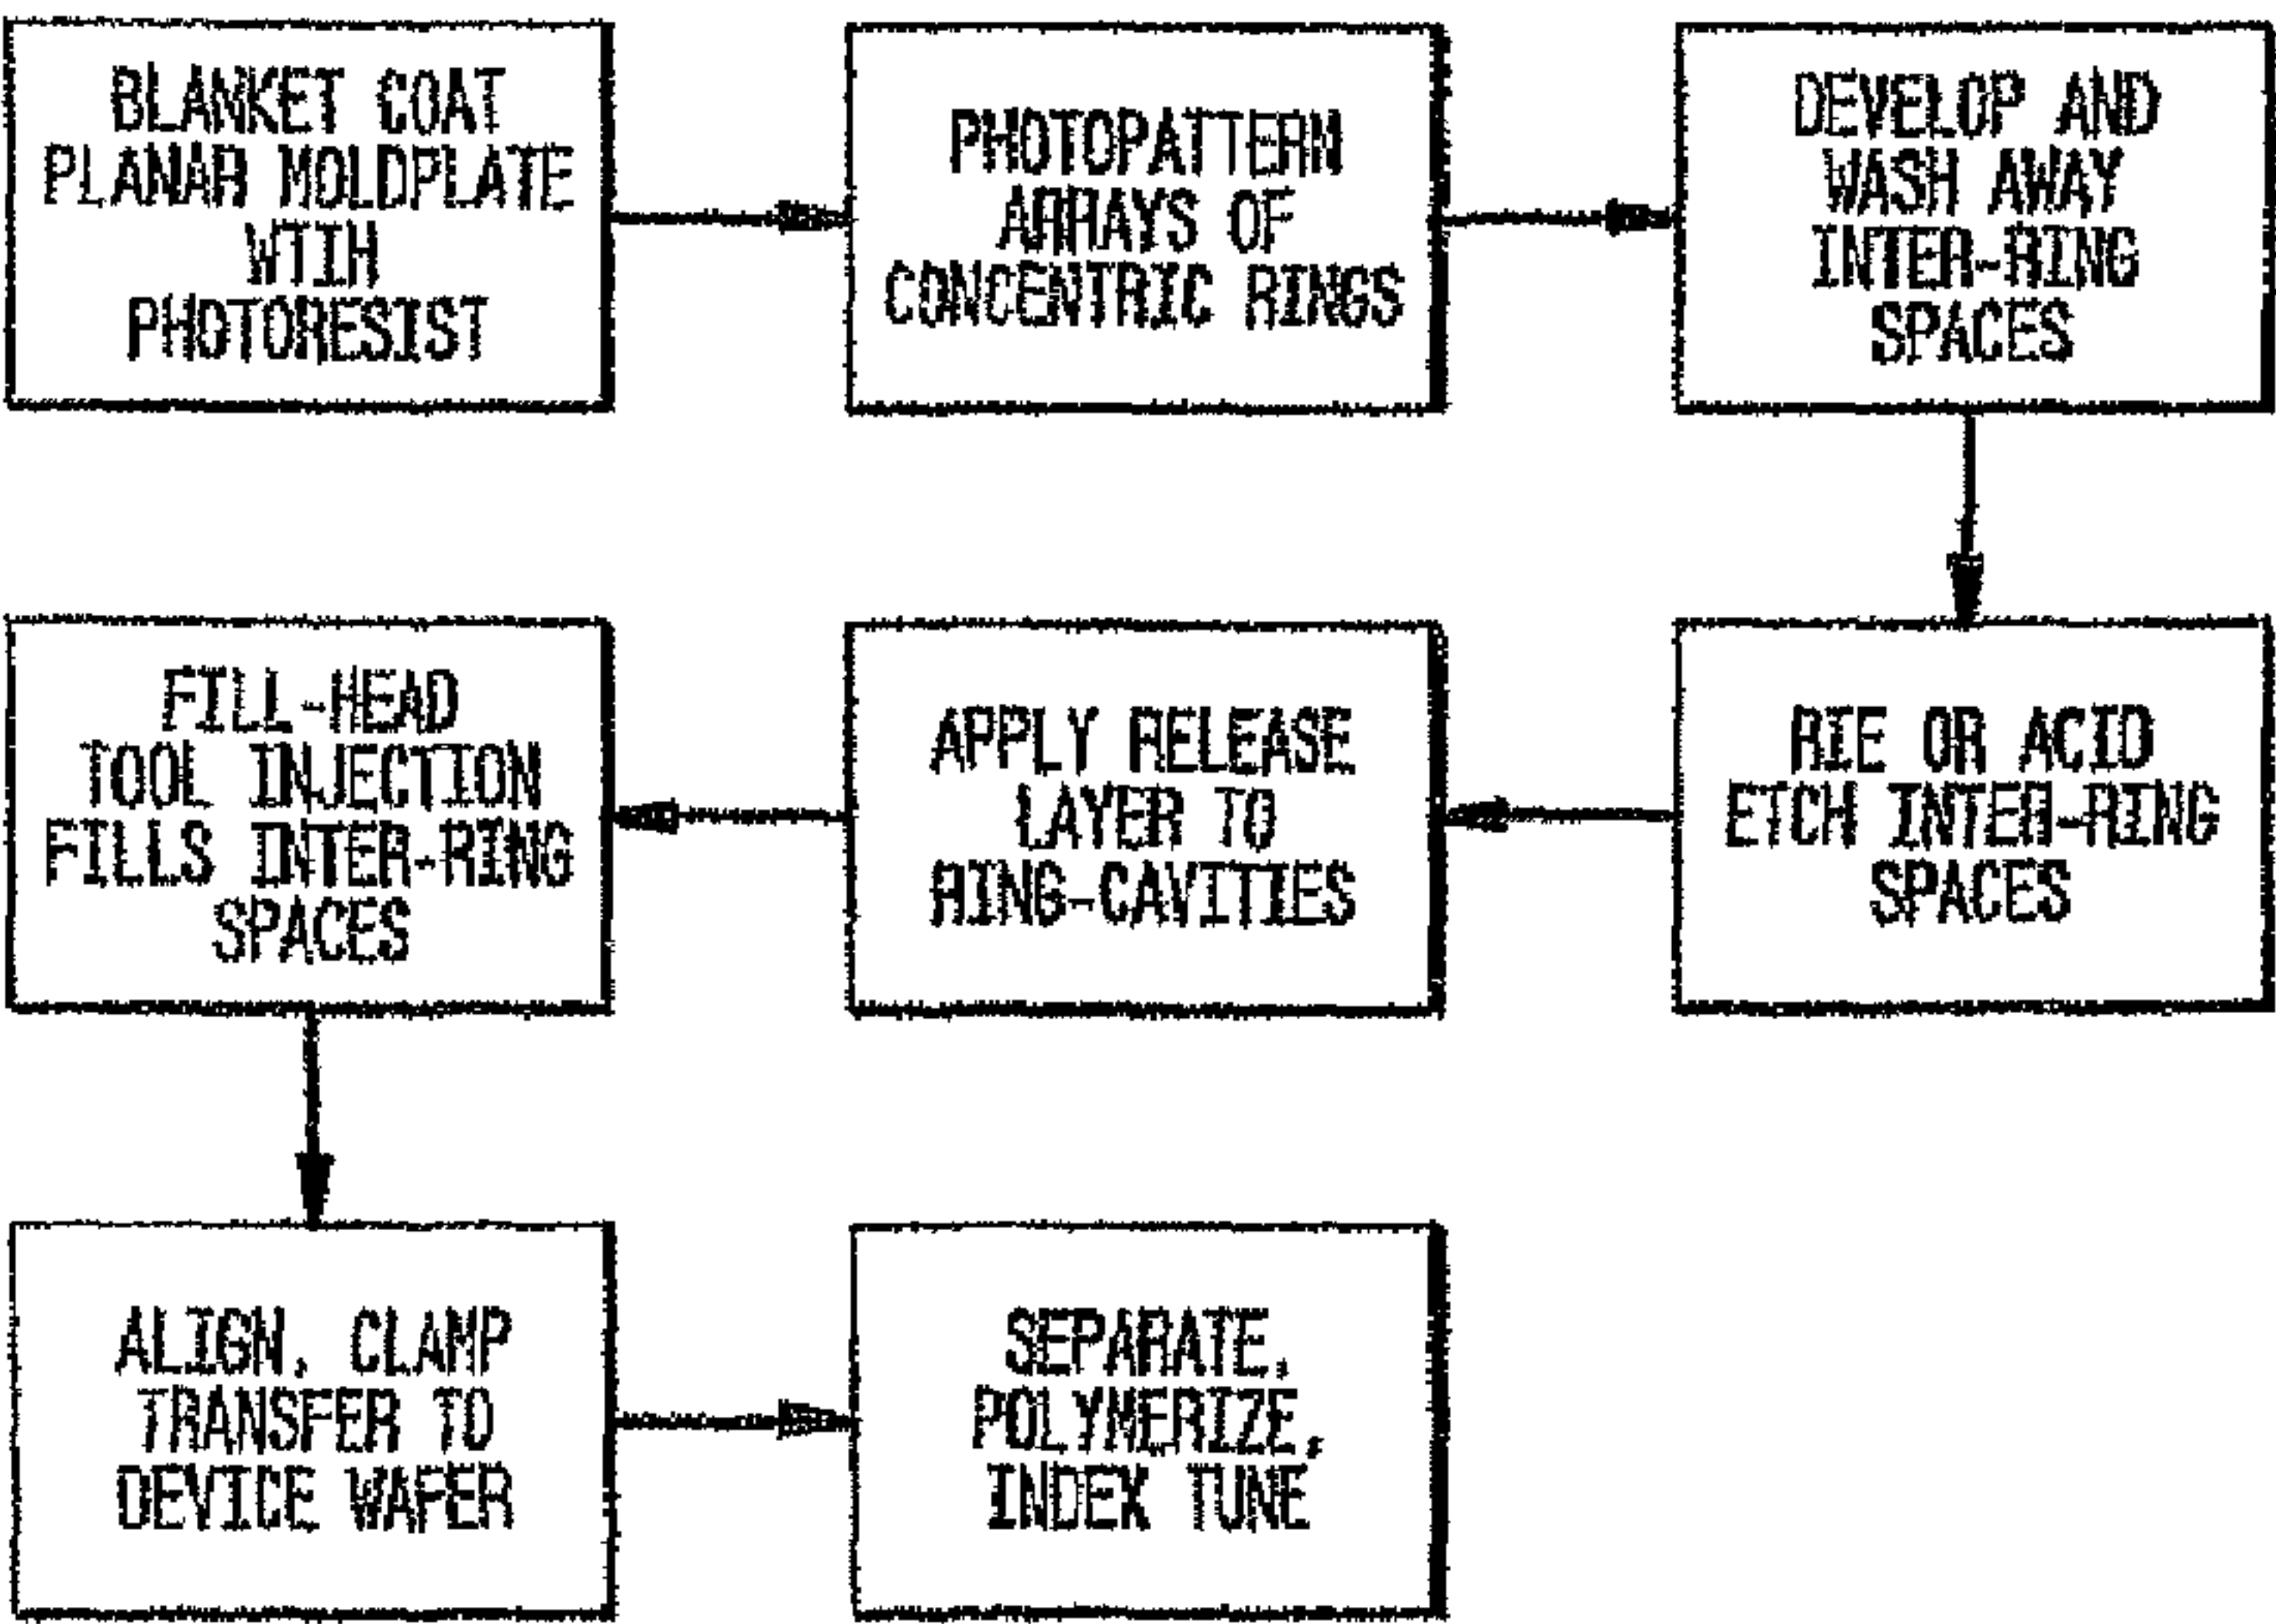 BLANKET COAT
PLANAR MOLDPLATE
WTIH
PHOTORESIST
PHOTOPATTERN
ARRAYS OF
CONCENTRIC RINGS
DEVELOP AND
WASH AWAY
INTER-RING
SPACES
RIE OR ACID
ETCH INTER-RING
SPACES
APPLY RELEASE
LAYER TO
RING-CAVITIES
FILL-HEAD
TOOL INJECTION
FILLS INTER-RING
SPACES
ALIGN, CLAMP
TRANSFER TO
DEVICE WAFER
SEPARATE,
POLYMERIZE,
INDEX TUNE